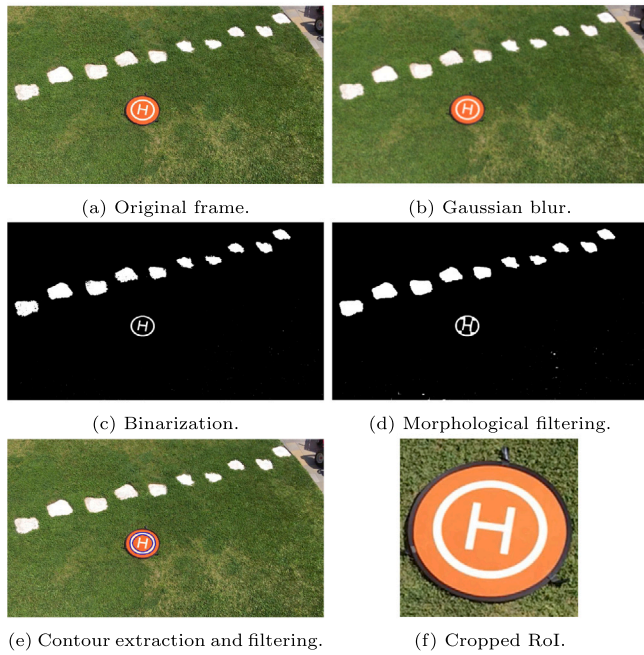 H
H
(a) Original frame.
(b) Gaussian blur.
H
H
(c) Binarization.
(d) Morphological filtering.
H
H
(e) Contour extraction and filtering.
(f) Cropped RoI.